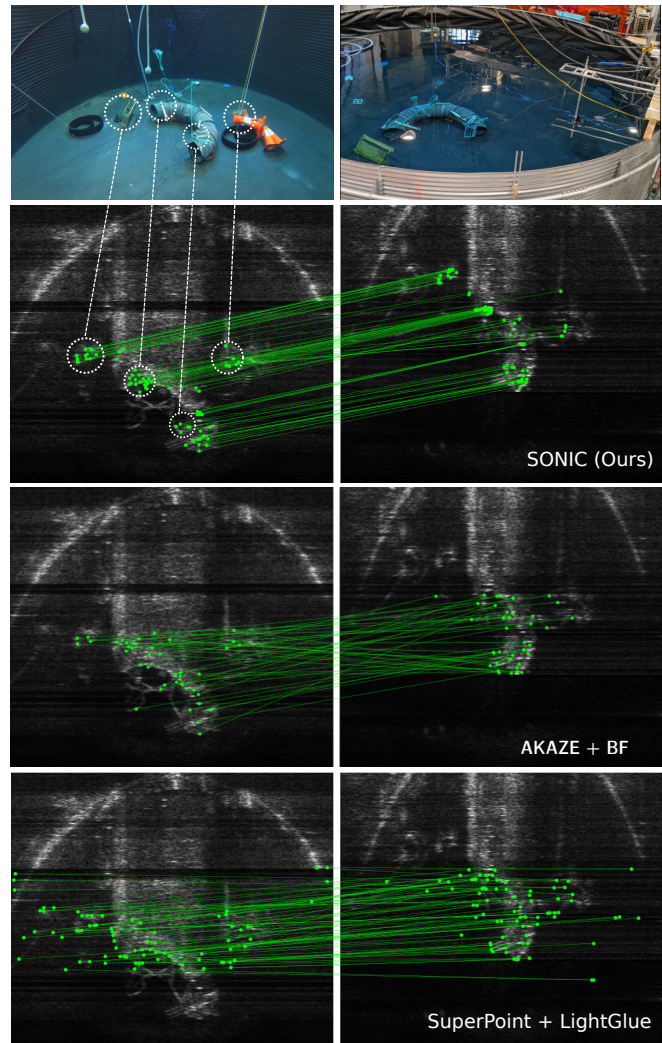 SONIC (Ours)
AKAZE + BF
SuperPoint + LightGlue